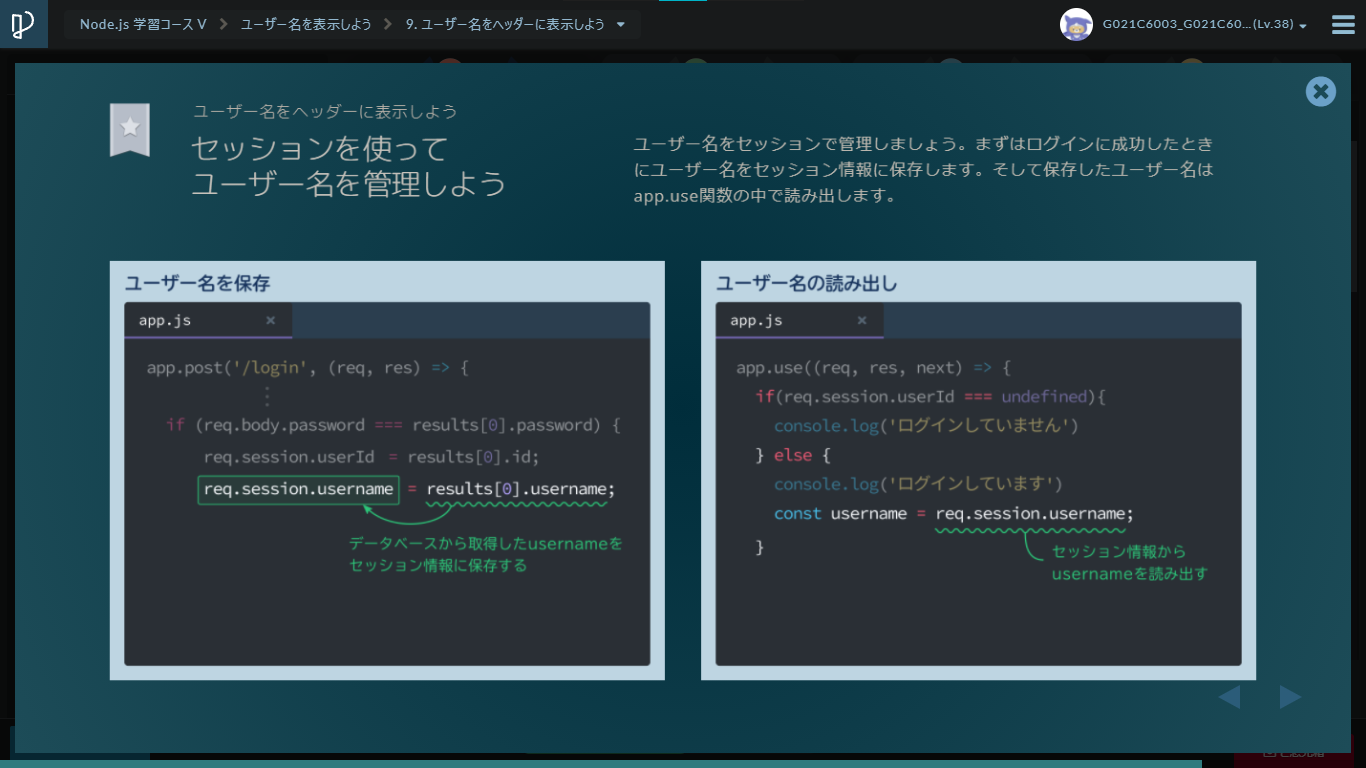 Node.js 学習コース V
ユーザー名を表示しよう
9. ユーザー名をヘッダーに表示しよう
G021C6003_G021C60...(Lv.38)
ユーザー名をヘッダーに表示しよう
セッションを使って
ユーザー名を管理しよう
ユーザー名をセッションで管理しましょう。まずはログインに成功したとき
にユーザー名をセッション情報に保存します。そして保存したユーザー名は
app.use関数の中で読み出します。
ユーザー名を保存
app.js ×
app.post('/login', (req, res) => {
⋮
if (req.body.password === results[0].password) {
req.session.userId = results[0].id;
req.session.username = results[0].username;
データベースから取得したusernameを
セッション情報に保存する
ユーザー名の読み出し
app.js ×
app.use((req, res, next) => {
if(req.session.userId === undefined){
console.log('ログインしていません')
} else {
console.log('ログインしています')
const username = req.session.username;
}
セッション情報から
usernameを読み出す